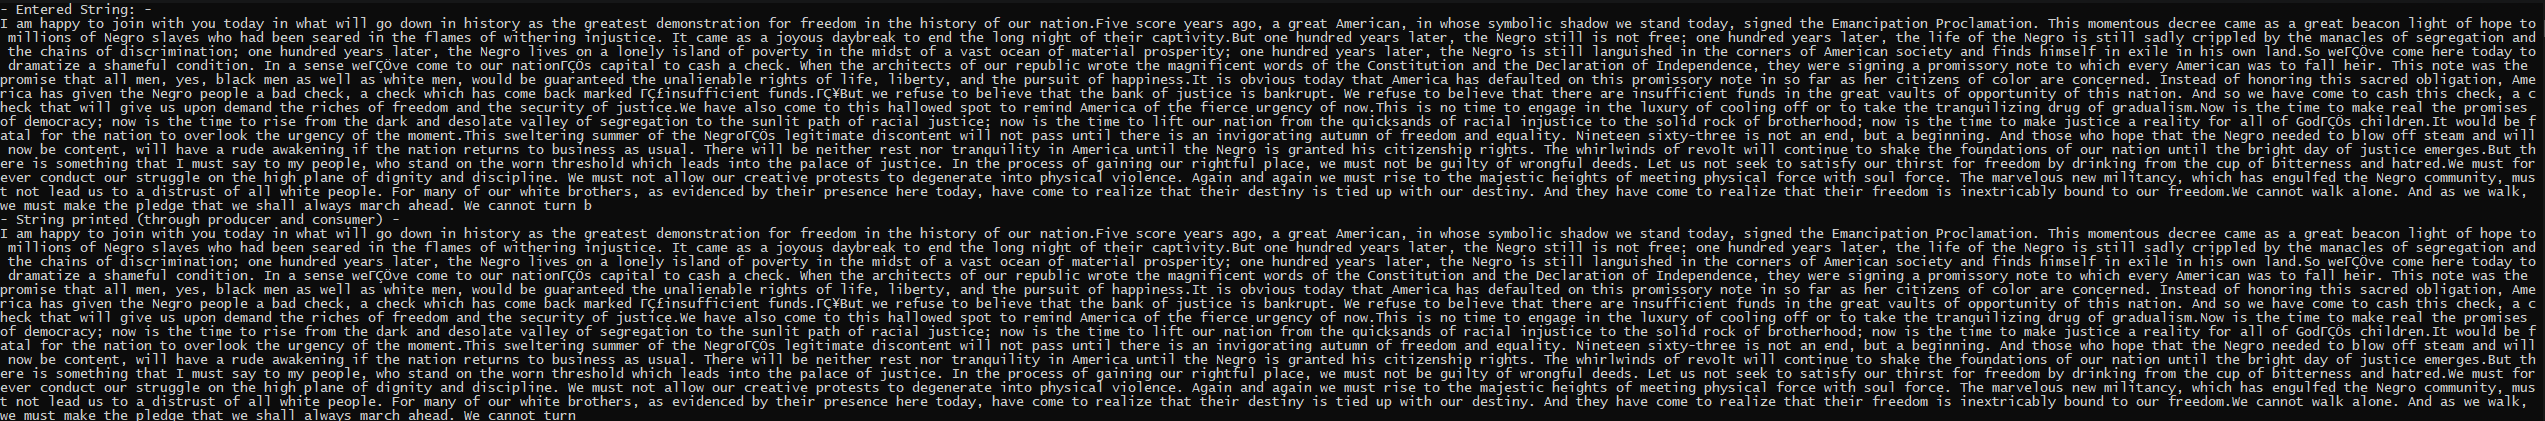 - Entered String: -
I am happy to join with you today in what will go down in history as the greatest demonstration for freedom in the history of our nation.Five score years ago, a great American, in whose symbolic shadow we stand today, signed the Emancipation Proclamation. This momentous decree came as a great beacon light of hope to
 millions of Negro slaves who had been seared in the flames of withering injustice. It came as a joyous daybreak to end the long night of their captivity.But one hundred years later, the Negro still is not free; one hundred years later, the life of the Negro is still sadly crippled by the manacles of segregation and
 the chains of discrimination; one hundred years later, the Negro lives on a lonely island of poverty in the midst of a vast ocean of material prosperity; one hundred years later, the Negro is still languished in the corners of American society and finds himself in exile in his own land.So weΓÇÖve come here today to
 dramatize a shameful condition. In a sense weΓÇÖve come to our nationΓÇÖs capital to cash a check. When the architects of our republic wrote the magnificent words of the Constitution and the Declaration of Independence, they were signing a promissory note to which every American was to fall heir. This note was the
promise that all men, yes, black men as well as white men, would be guaranteed the unalienable rights of life, liberty, and the pursuit of happiness.It is obvious today that America has defaulted on this promissory note in so far as her citizens of color are concerned. Instead of honoring this sacred obligation, Ame
rica has given the Negro people a bad check, a check which has come back marked ΓÇ£insufficient funds.ΓÇ¥But we refuse to believe that the bank of justice is bankrupt. We refuse to believe that there are insufficient funds in the great vaults of opportunity of this nation. And so we have come to cash this check, a c
heck that will give us upon demand the riches of freedom and the security of justice.We have also come to this hallowed spot to remind America of the fierce urgency of now.This is no time to engage in the luxury of cooling off or to take the tranquilizing drug of gradualism.Now is the time to make real the promises
of democracy; now is the time to rise from the dark and desolate valley of segregation to the sunlit path of racial justice; now is the time to lift our nation from the quicksands of racial injustice to the solid rock of brotherhood; now is the time to make justice a reality for all of GodΓÇÖs children.It would be f
atal for the nation to overlook the urgency of the moment.This sweltering summer of the NegroΓÇÖs legitimate discontent will not pass until there is an invigorating autumn of freedom and equality. Nineteen sixty-three is not an end, but a beginning. And those who hope that the Negro needed to blow off steam and will
 now be content, will have a rude awakening if the nation returns to business as usual. There will be neither rest nor tranquility in America until the Negro is granted his citizenship rights. The whirlwinds of revolt will continue to shake the foundations of our nation until the bright day of justice emerges.But th
ere is something that I must say to my people, who stand on the worn threshold which leads into the palace of justice. In the process of gaining our rightful place, we must not be guilty of wrongful deeds. Let us not seek to satisfy our thirst for freedom by drinking from the cup of bitterness and hatred.We must for
ever conduct our struggle on the high plane of dignity and discipline. We must not allow our creative protests to degenerate into physical violence. Again and again we must rise to the majestic heights of meeting physical force with soul force. The marvelous new militancy, which has engulfed the Negro community, mus
t not lead us to a distrust of all white people. For many of our white brothers, as evidenced by their presence here today, have come to realize that their destiny is tied up with our destiny. And they have come to realize that their freedom is inextricably bound to our freedom.We cannot walk alone. And as we walk,
we must make the pledge that we shall always march ahead. We cannot turn b
- String printed (through producer and consumer) -
I am happy to join with you today in what will go down in history as the greatest demonstration for freedom in the history of our nation.Five score years ago, a great American, in whose symbolic shadow we stand today, signed the Emancipation Proclamation. This momentous decree came as a great beacon light of hope to
 millions of Negro slaves who had been seared in the flames of withering injustice. It came as a joyous daybreak to end the long night of their captivity.But one hundred years later, the Negro still is not free; one hundred years later, the life of the Negro is still sadly crippled by the manacles of segregation and
 the chains of discrimination; one hundred years later, the Negro lives on a lonely island of poverty in the midst of a vast ocean of material prosperity; one hundred years later, the Negro is still languished in the corners of American society and finds himself in exile in his own land.So weΓÇÖve come here today to
 dramatize a shameful condition. In a sense weΓÇÖve come to our nationΓÇÖs capital to cash a check. When the architects of our republic wrote the magnificent words of the Constitution and the Declaration of Independence, they were signing a promissory note to which every American was to fall heir. This note was the
promise that all men, yes, black men as well as white men, would be guaranteed the unalienable rights of life, liberty, and the pursuit of happiness.It is obvious today that America has defaulted on this promissory note in so far as her citizens of color are concerned. Instead of honoring this sacred obligation, Ame
rica has given the Negro people a bad check, a check which has come back marked ΓÇ£insufficient funds.ΓÇ¥But we refuse to believe that the bank of justice is bankrupt. We refuse to believe that there are insufficient funds in the great vaults of opportunity of this nation. And so we have come to cash this check, a c
heck that will give us upon demand the riches of freedom and the security of justice.We have also come to this hallowed spot to remind America of the fierce urgency of now.This is no time to engage in the luxury of cooling off or to take the tranquilizing drug of gradualism.Now is the time to make real the promises
of democracy; now is the time to rise from the dark and desolate valley of segregation to the sunlit path of racial justice; now is the time to lift our nation from the quicksands of racial injustice to the solid rock of brotherhood; now is the time to make justice a reality for all of GodΓÇÖs children.It would be f
atal for the nation to overlook the urgency of the moment.This sweltering summer of the NegroΓÇÖs legitimate discontent will not pass until there is an invigorating autumn of freedom and equality. Nineteen sixty-three is not an end, but a beginning. And those who hope that the Negro needed to blow off steam and will
 now be content, will have a rude awakening if the nation returns to business as usual. There will be neither rest nor tranquility in America until the Negro is granted his citizenship rights. The whirlwinds of revolt will continue to shake the foundations of our nation until the bright day of justice emerges.But th
ere is something that I must say to my people, who stand on the worn threshold which leads into the palace of justice. In the process of gaining our rightful place, we must not be guilty of wrongful deeds. Let us not seek to satisfy our thirst for freedom by drinking from the cup of bitterness and hatred.We must for
ever conduct our struggle on the high plane of dignity and discipline. We must not allow our creative protests to degenerate into physical violence. Again and again we must rise to the majestic heights of meeting physical force with soul force. The marvelous new militancy, which has engulfed the Negro community, mus
t not lead us to a distrust of all white people. For many of our white brothers, as evidenced by their presence here today, have come to realize that their destiny is tied up with our destiny. And they have come to realize that their freedom is inextricably bound to our freedom.We cannot walk alone. And as we walk,
we must make the pledge that we shall always march ahead. We cannot turn